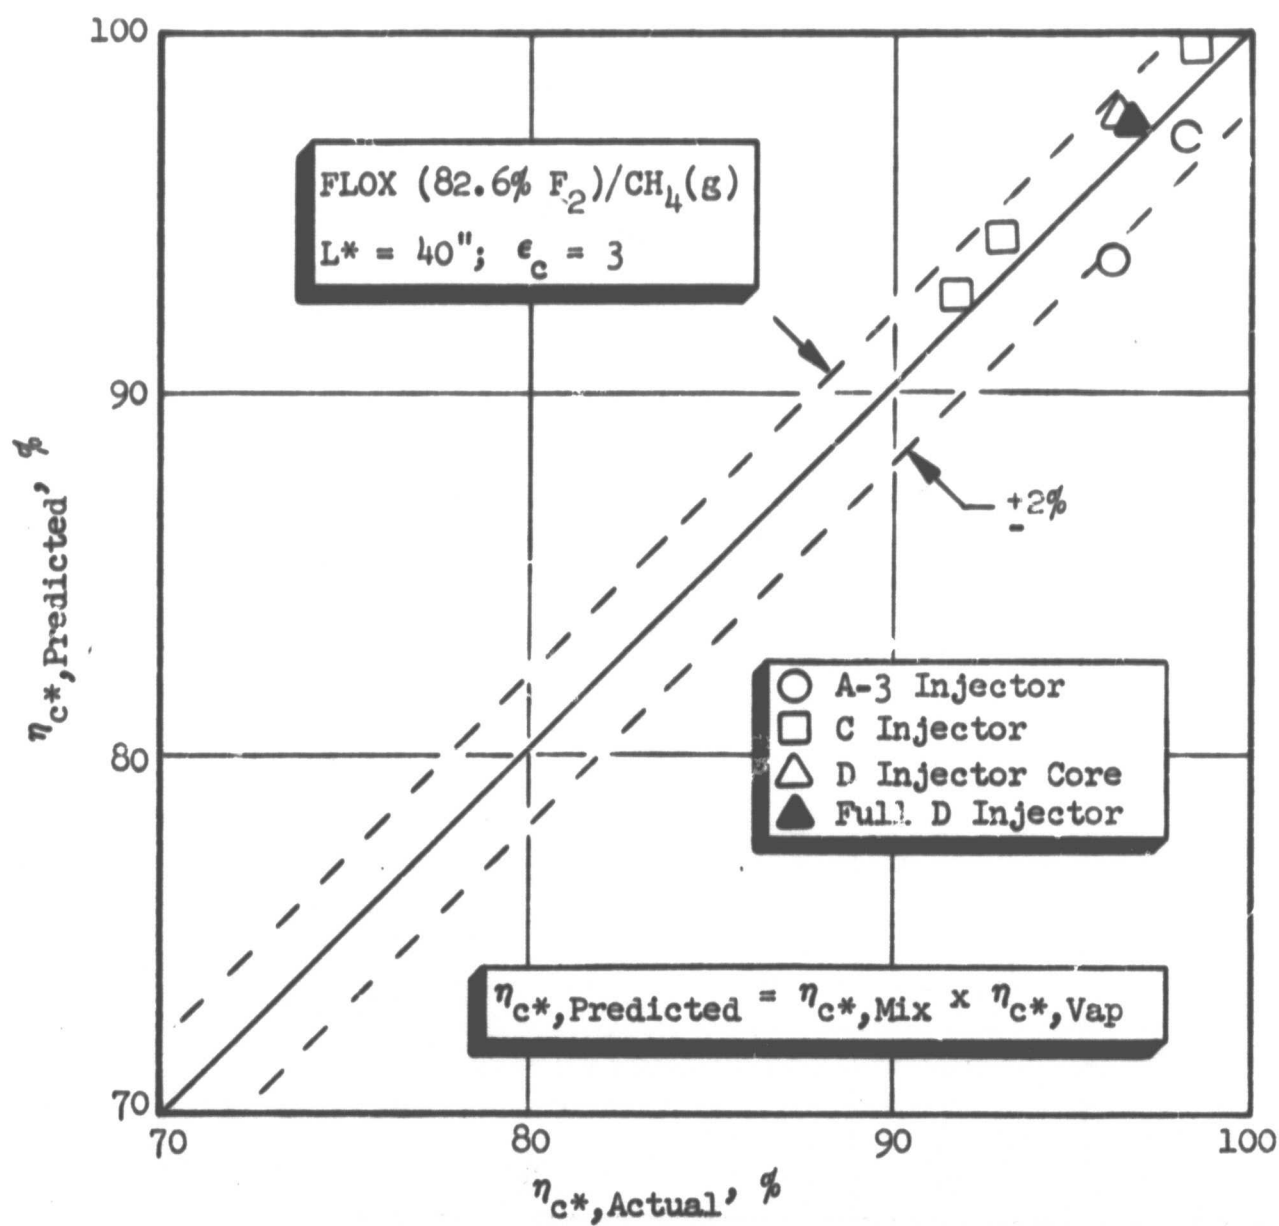 100
FLOX (82.6% F2)/CH4(g)
L* = 40"; εc = 3
90
ηc*,Predicted, %
±2%
A-3 Injector
C Injector
80
D Injector Core
Full D Injector
ηc*,Predicted = ηc*,Mix x ηc*,Vap
70
70 80 90 100
ηc*,Actual, %